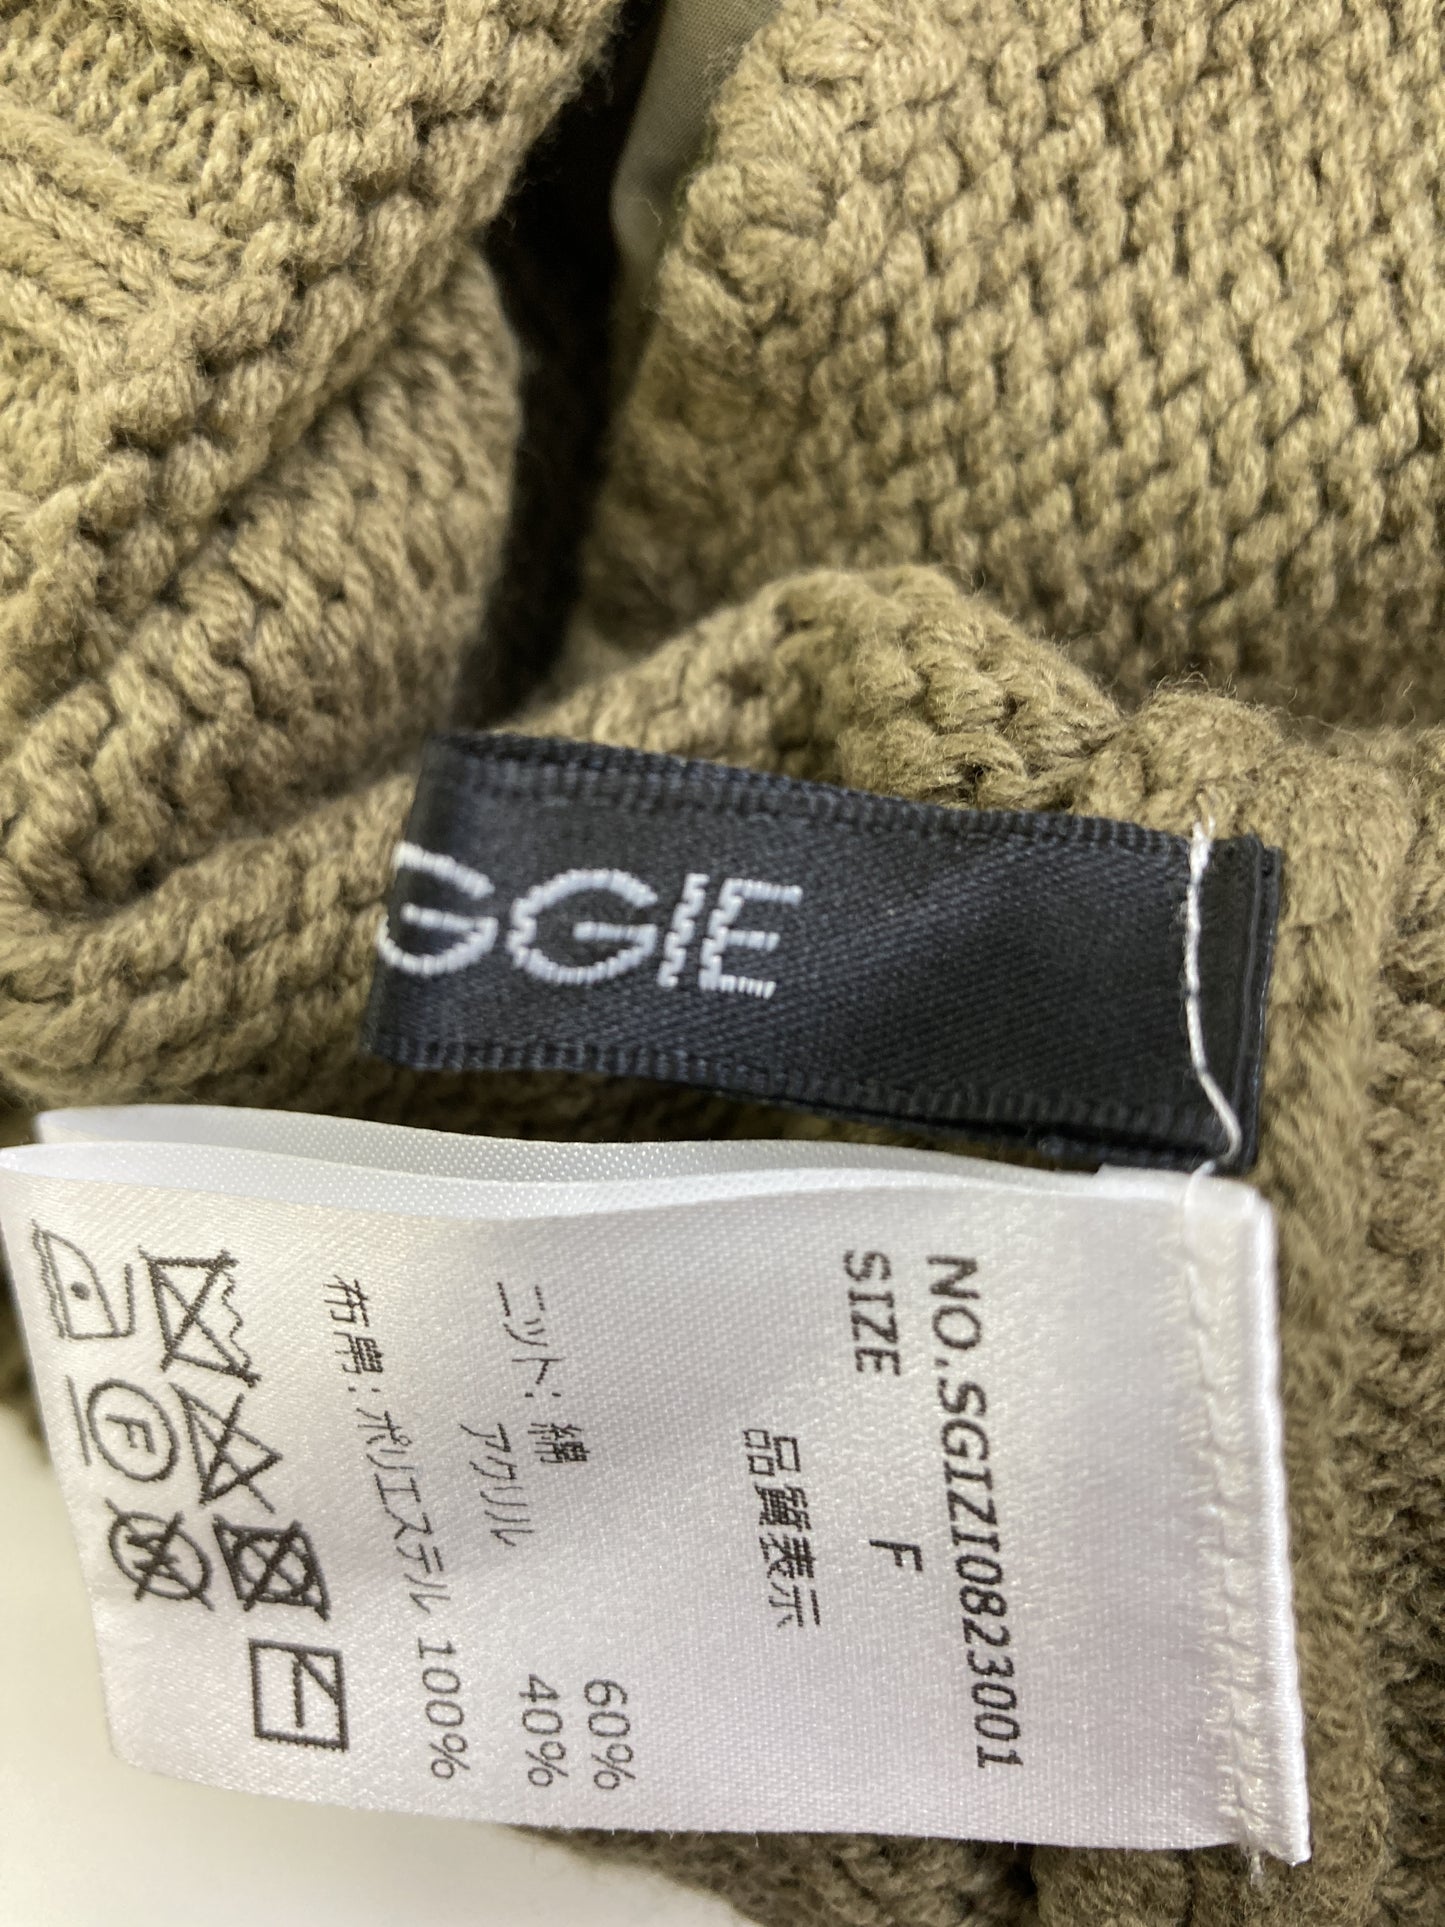 GGIE
NO.SGIZI0823001
SIZE F
品質表示
ニット: 綿 60%
アクリル 40%
布帛: ポリエステル 100%
F
W